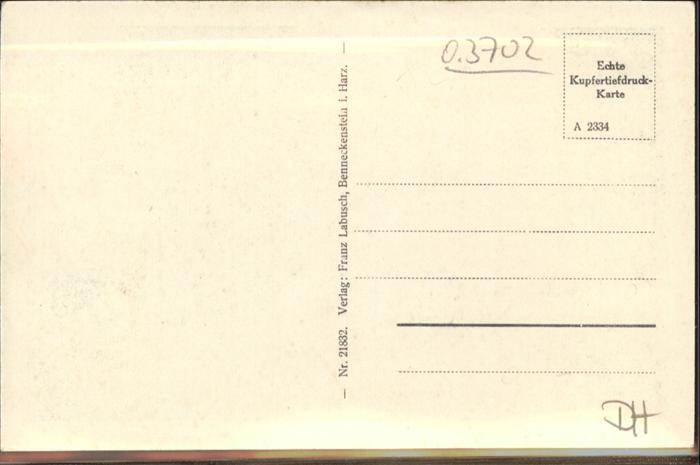 — Nr. 21832. Verlag: Franz Labusch, Benneckenstein i. Harz. —
0.3702
Echte
Kupfertiefdruck-
Karte
A 2334
DH